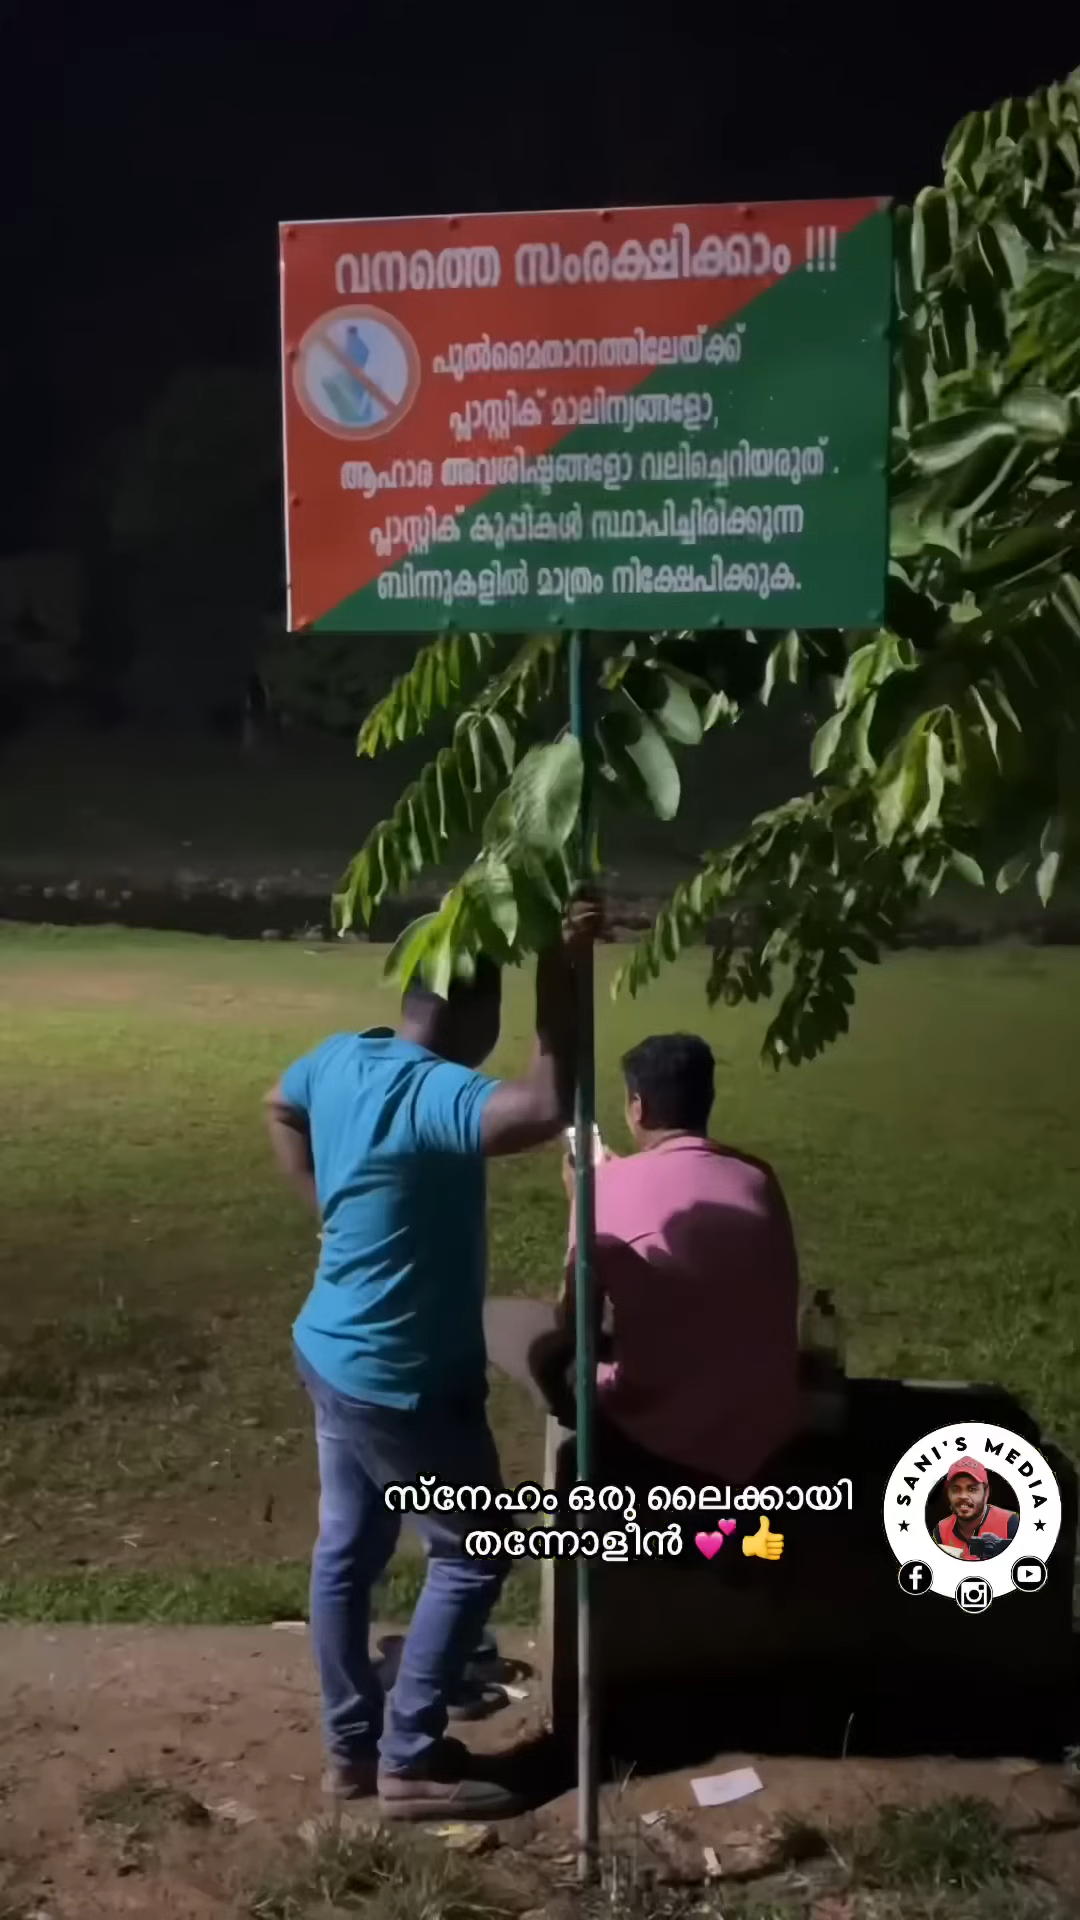 വനത്തെ സംരക്ഷിക്കാം !!!
പുൽമൈതാനത്തിലേയ്ക്ക്
പ്ലാസ്റ്റിക് മാലിന്യങ്ങളോ,
ആഹാര അവശിഷ്ടങ്ങളോ വലിച്ചെറിയരുത് .
പ്ലാസ്റ്റിക് കുപ്പികൾ സ്ഥാപിച്ചിരിക്കുന്ന
ബിന്നുകളിൽ മാത്രം നിക്ഷേപിക്കുക.
സ്നേഹം ഒരു ലൈക്കായി
തന്നോളീൻ 💕👍
SANI'S MEDIA